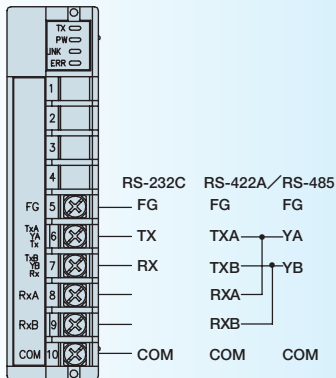 TX
PW
LINK
ERR
1
2
3
4
RS-232C RS-422A／RS-485
FG 5 FG FG FG
TxA
YA
Tx 6 TX TXA YA
TxB
YB
Rx 7 RX TXB YB
RxA 8 RXA
RxB 9 RXB
COM 10 COM COM COM